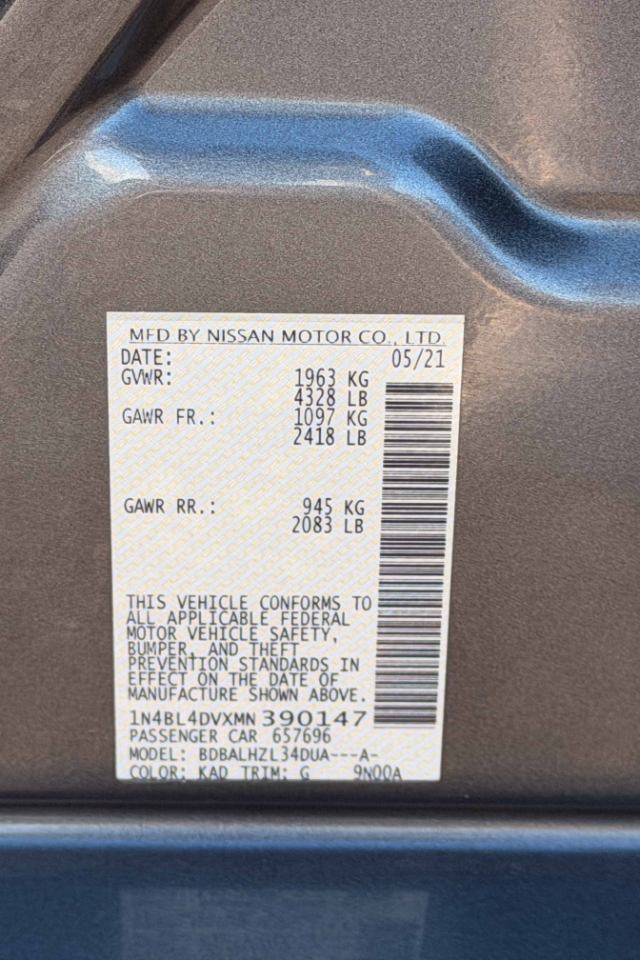 MFD BY NISSAN MOTOR CO., LTD.
DATE: 05/21
GVWR: 1963 KG
4328 LB
GAWR FR.: 1097 KG
2418 LB
GAWR RR.: 945 KG
2083 LB
THIS VEHICLE CONFORMS TO
ALL APPLICABLE FEDERAL
MOTOR VEHICLE SAFETY,
BUMPER, AND THEFT
PREVENTION STANDARDS IN
EFFECT ON THE DATE OF
MANUFACTURE SHOWN ABOVE.
1N4BL4DVXMN390147
PASSENGER CAR 657696
MODEL: BDBALHZL34DUA---A-
COLOR: KAD TRIM: G 9N00A